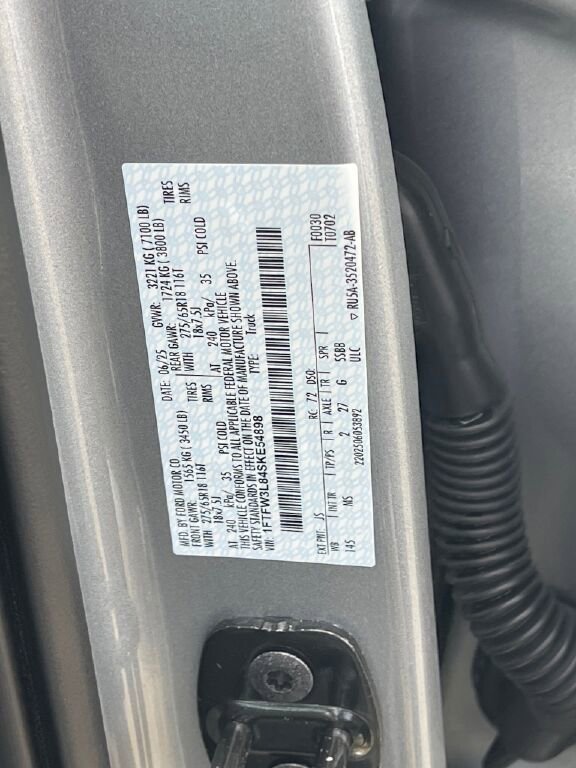 MFD. BY FORD MOTOR CO. DATE: 06/25 GVWR: 3221 KG (7100 LB)
FRONT GAWR: 1565 KG (3450 LB) REAR GAWR: 1724 KG (3800 LB)
WITH 275/65R18 116T TIRES WITH 275/65R18 116T TIRES
18x7.5J RIMS 18x7.5J RIMS
AT 240 kPa/ 35 PSI COLD AT 240 kPa/ 35 PSI COLD
THIS VEHICLE CONFORMS TO ALL APPLICABLE FEDERAL MOTOR VEHICLE
SAFETY STANDARDS IN EFFECT ON THE DATE OF MANUFACTURE SHOWN ABOVE.
VIN: 1FTFW3L84SKE54898 TYPE: Truck
F0030
EXT PNT: JS RC: 72 DSO: T0702
WB INT TR TP/PS R AXLE TR SPR
145 NS 2 27 G SSBB
2202506053892 ULC ▽ RU5A-3520472-AB